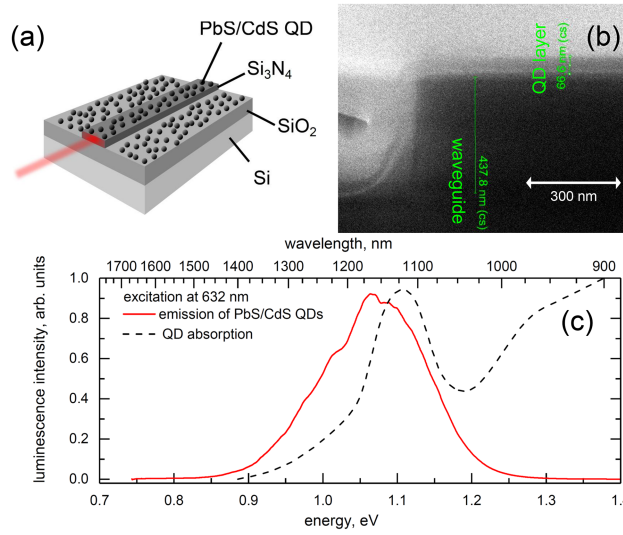 (a)
PbS/CdS QD
Si3N4
SiO2
Si
(b)
QD layer
66.6 nm (cs)
waveguide
437.8 nm (cs)
300 nm
wavelength, nm
1700 1600 1500 1400 1300 1200 1100 1000 900
excitation at 632 nm
emission of PbS/CdS QDs
QD absorption
(c)
luminescence intensity, arb. units
1.0
0.8
0.6
0.4
0.2
0.0
0.7 0.8 0.9 1.0 1.1 1.2 1.3 1.4
energy, eV